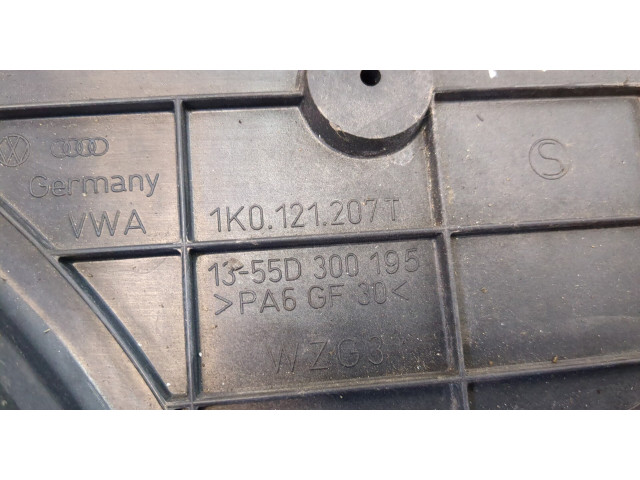 Germany
VWA
1K0.121.207T
S
13-55D 300 195
>PA6 GF 30<